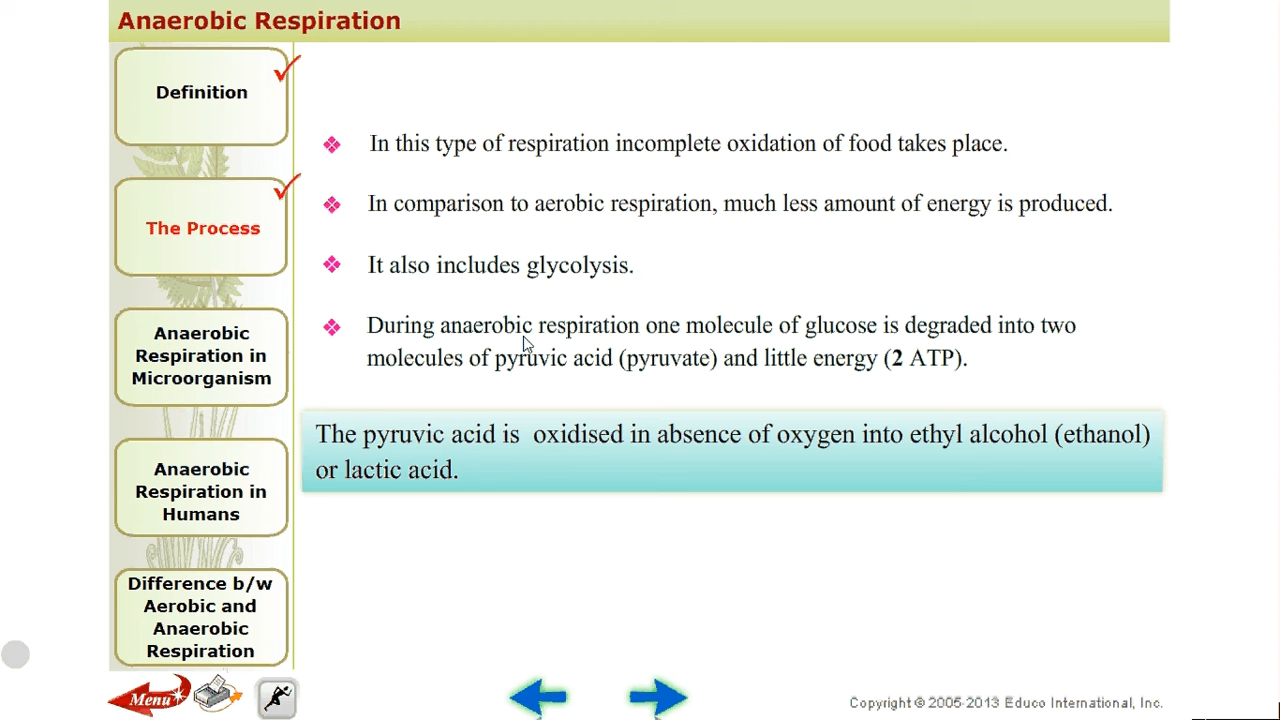 Anaerobic Respiration
Definition
The Process
Anaerobic
Respiration in
Microorganism
Anaerobic
Respiration in
Humans
Difference b/w
Aerobic and
Anaerobic
Respiration
In this type of respiration incomplete oxidation of food takes place.
In comparison to aerobic respiration, much less amount of energy is produced.
It also includes glycolysis.
During anaerobic respiration one molecule of glucose is degraded into two
molecules of pyruvic acid (pyruvate) and little energy (2 ATP).
The pyruvic acid is oxidised in absence of oxygen into ethyl alcohol (ethanol)
or lactic acid.
Menu
Copyright © 2005-2013 Educo International, Inc.